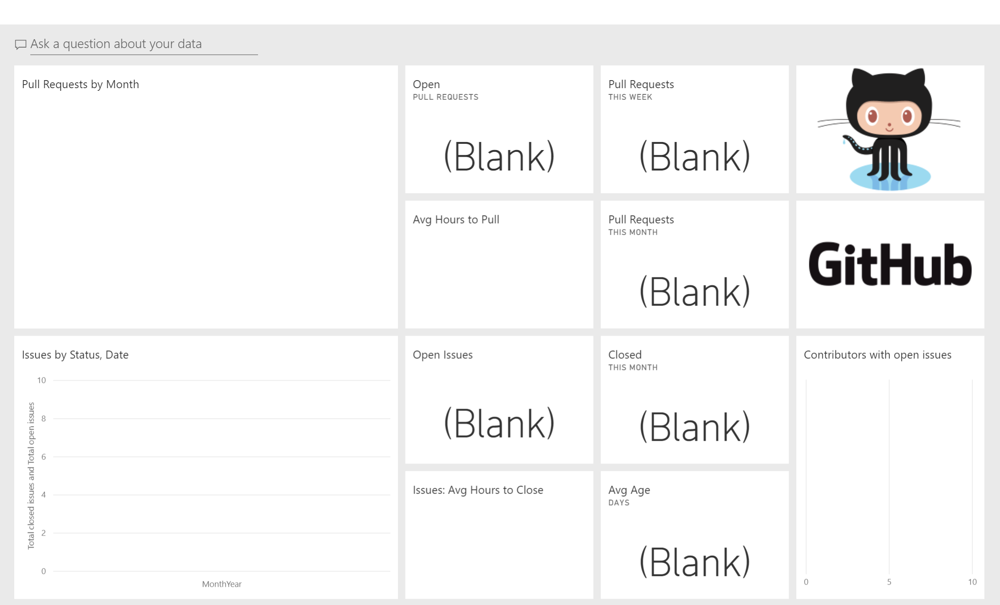 Ask a question about your data
Pull Requests by Month
Open
PULL REQUESTS
(Blank)
Pull Requests
THIS WEEK
(Blank)
Avg Hours to Pull
Pull Requests
THIS MONTH
(Blank)
GitHub
Issues by Status, Date
Total closed issues and Total open issues
10
8
6
4
2
0
MonthYear
Open Issues
(Blank)
Closed
THIS MONTH
(Blank)
Contributors with open issues
0 5 10
Issues: Avg Hours to Close
Avg Age
DAYS
(Blank)